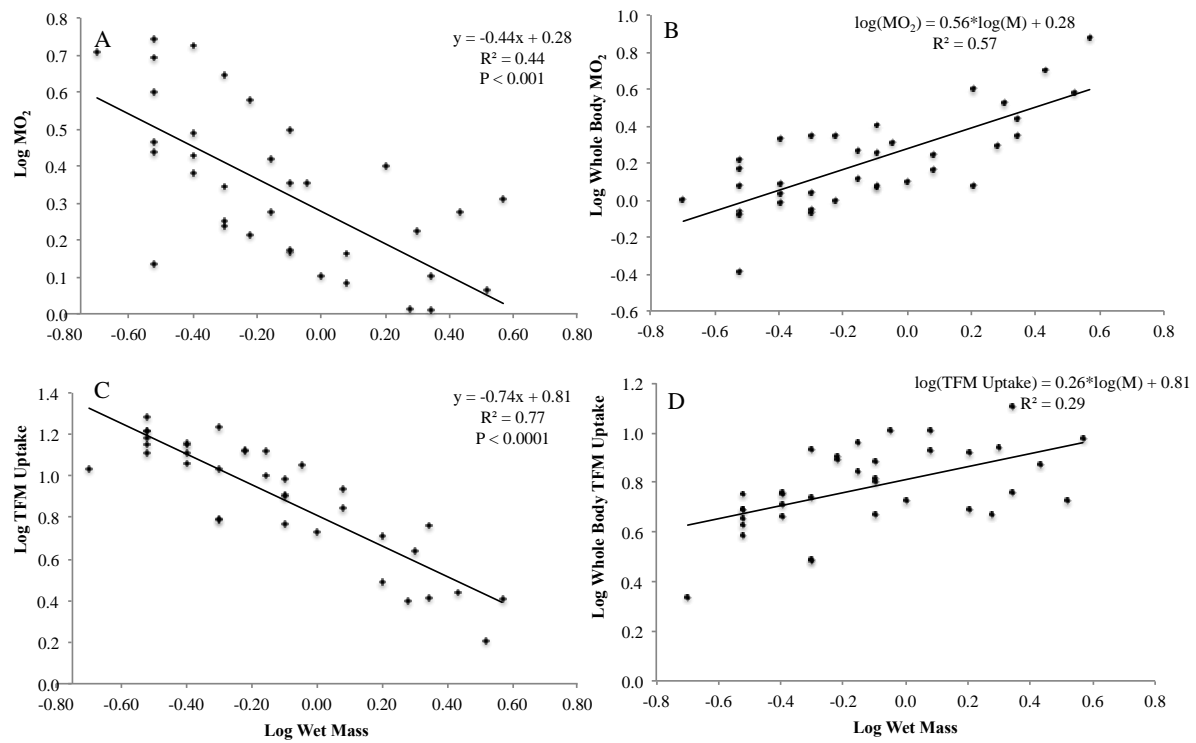 A
y = -0.44x + 0.28
R² = 0.44
P < 0.001
Log MO₂
0.8
0.7
0.6
0.5
0.4
0.3
0.2
0.1
0.0
-0.80 -0.60 -0.40 -0.20 0.00 0.20 0.40 0.60 0.80
B
log(MO₂) = 0.56*log(M) + 0.28
R² = 0.57
Log Whole Body MO₂
1.0
0.8
0.6
0.4
0.2
0.0
-0.2
-0.4
-0.6
-0.8 -0.6 -0.4 -0.2 0.0 0.2 0.4 0.6 0.8
C
y = -0.74x + 0.81
R² = 0.77
P < 0.0001
Log TFM Uptake
1.4
1.2
1.0
0.8
0.6
0.4
0.2
0.0
-0.80 -0.60 -0.40 -0.20 0.00 0.20 0.40 0.60 0.80
Log Wet Mass
D
log(TFM Uptake) = 0.26*log(M) + 0.81
R² = 0.29
Log Whole Body TFM Uptake
1.2
1.0
0.8
0.6
0.4
0.2
0.0
-0.8 -0.6 -0.4 -0.2 0.0 0.2 0.4 0.6 0.8
Log Wet Mass